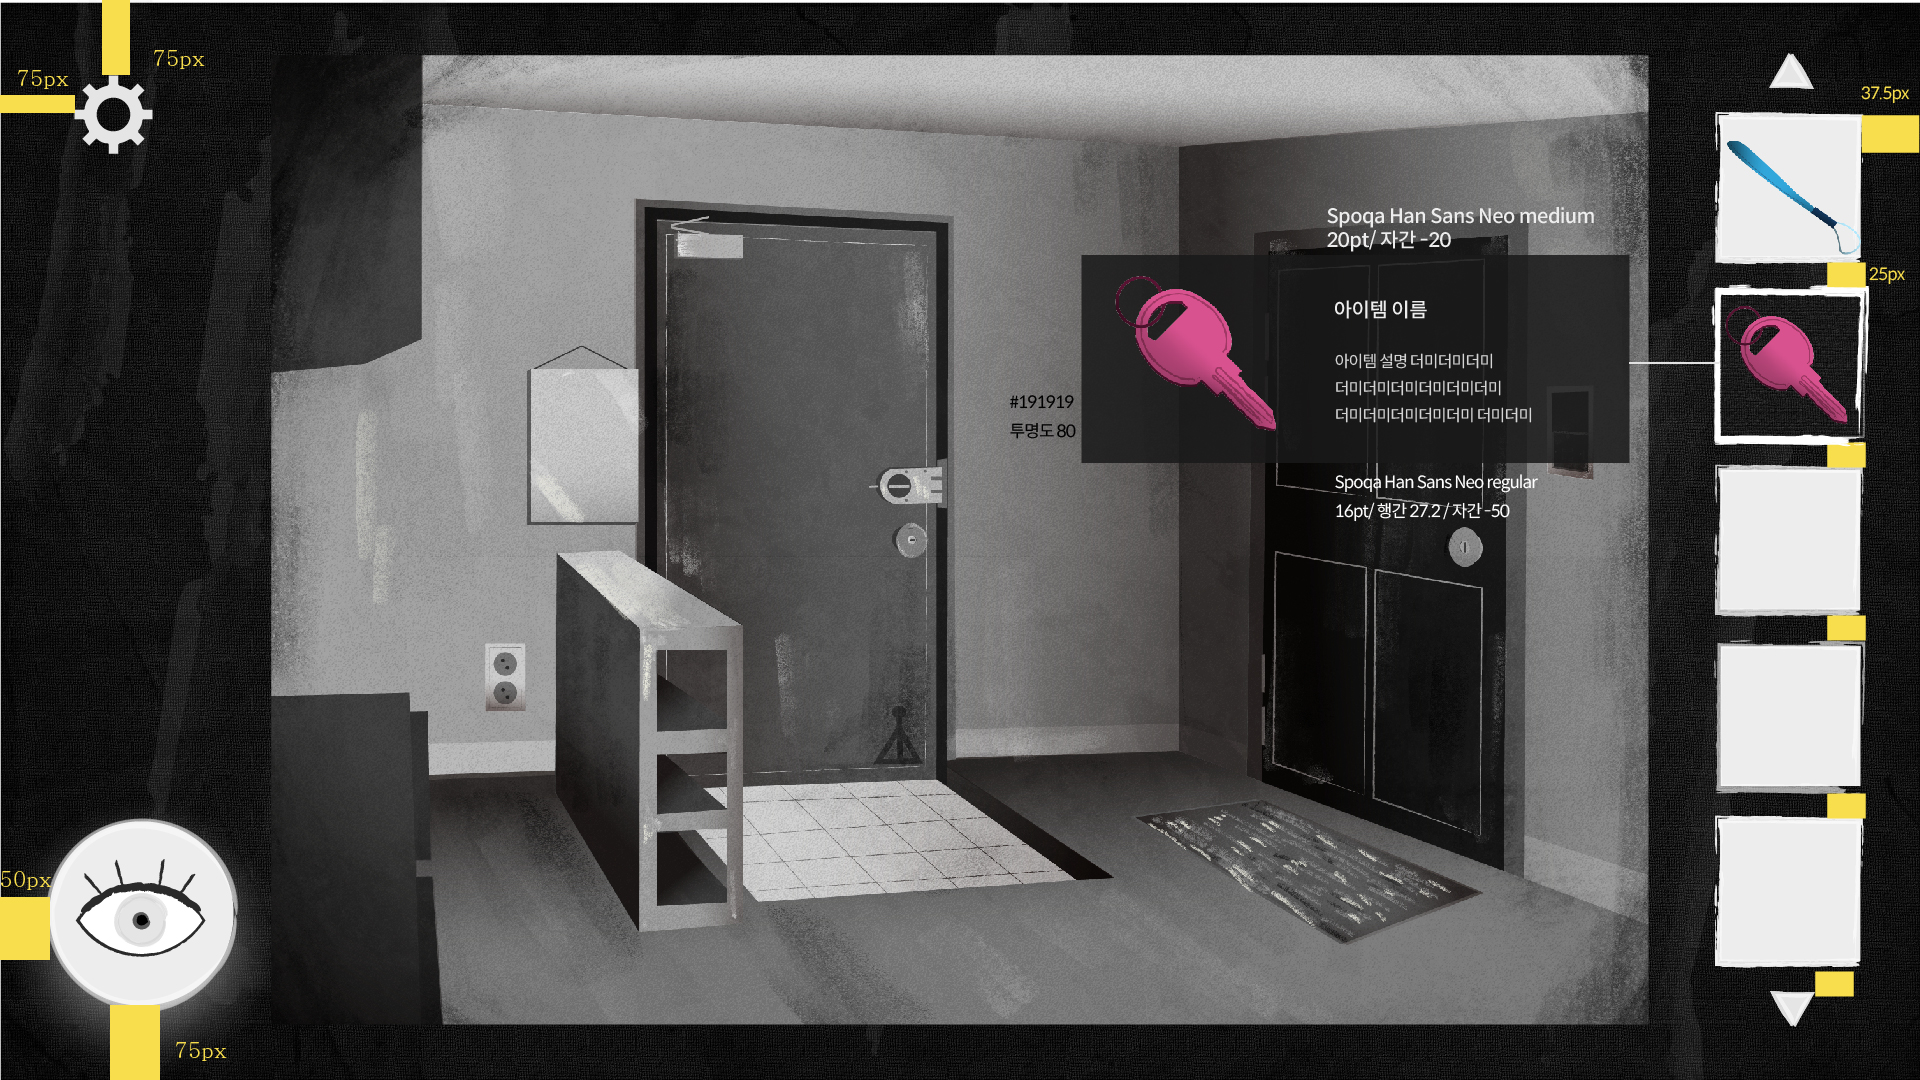 75px
75px
37.5px
Spoqa Han Sans Neo medium
20pt/ 자간 -20
25px
아이템 이름
아이템 설명 더미더미더미
더미더미더미더미더미더미
더미더미더미더미더미 더미더미
#191919
투명도 80
Spoqa Han Sans Neo regular
16pt/ 행간 27.2 / 자간 -50
50px
75px